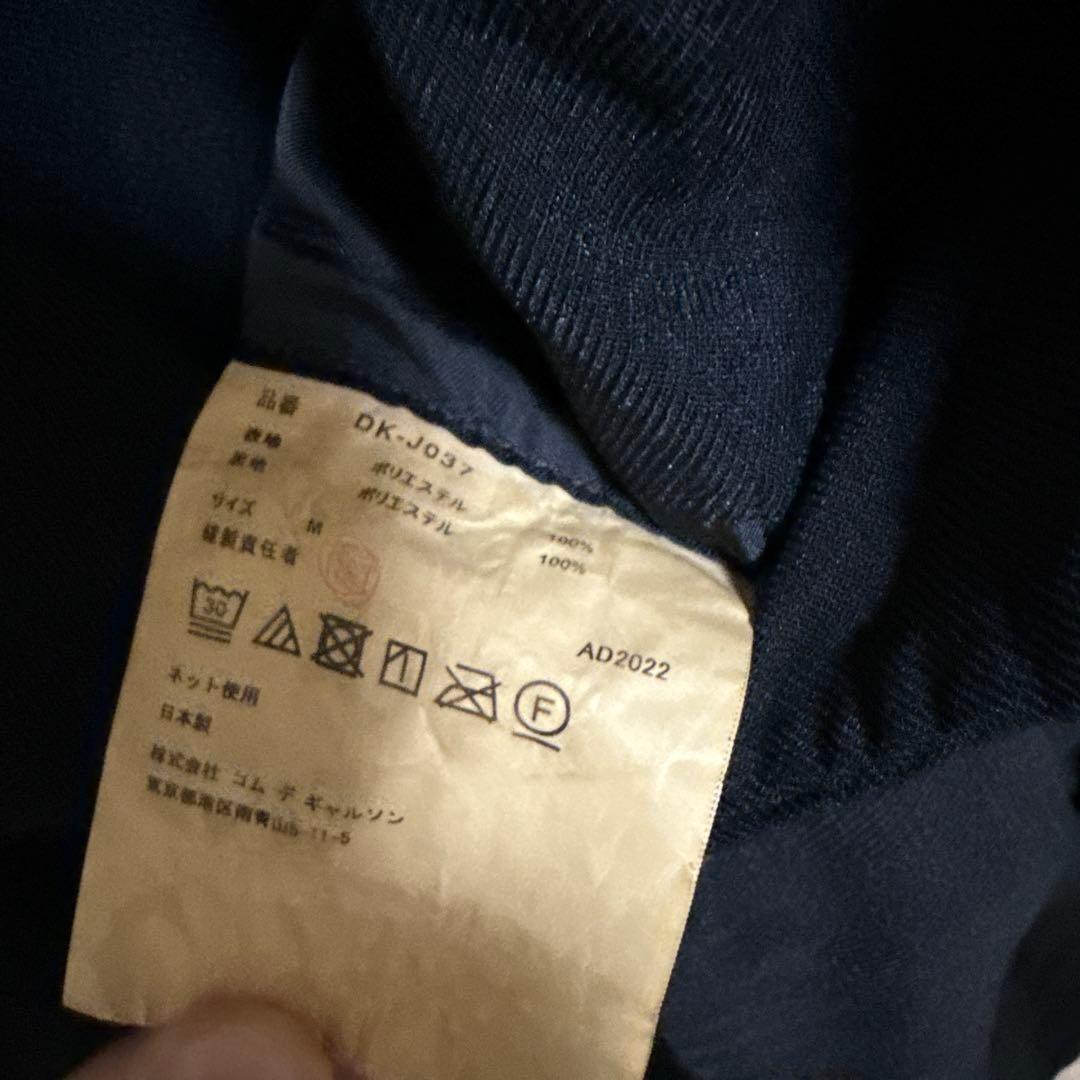 品番 DK-J037
表地 ポリエステル 100%
裏地 ポリエステル 100%
サイズ M
縫製責任者
30
F
AD2022
ネット使用
日本製
株式会社 コム デ ギャルソン
東京都港区南青山5-11-5